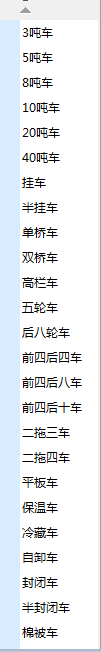 3吨车
5吨车
8吨车
10吨车
20吨车
40吨车
挂车
半挂车
单桥车
双桥车
高栏车
五轮车
后八轮车
前四后四车
前四后八车
前四后十车
二拖三车
二拖四车
平板车
保温车
冷藏车
自卸车
封闭车
半封闭车
棉被车